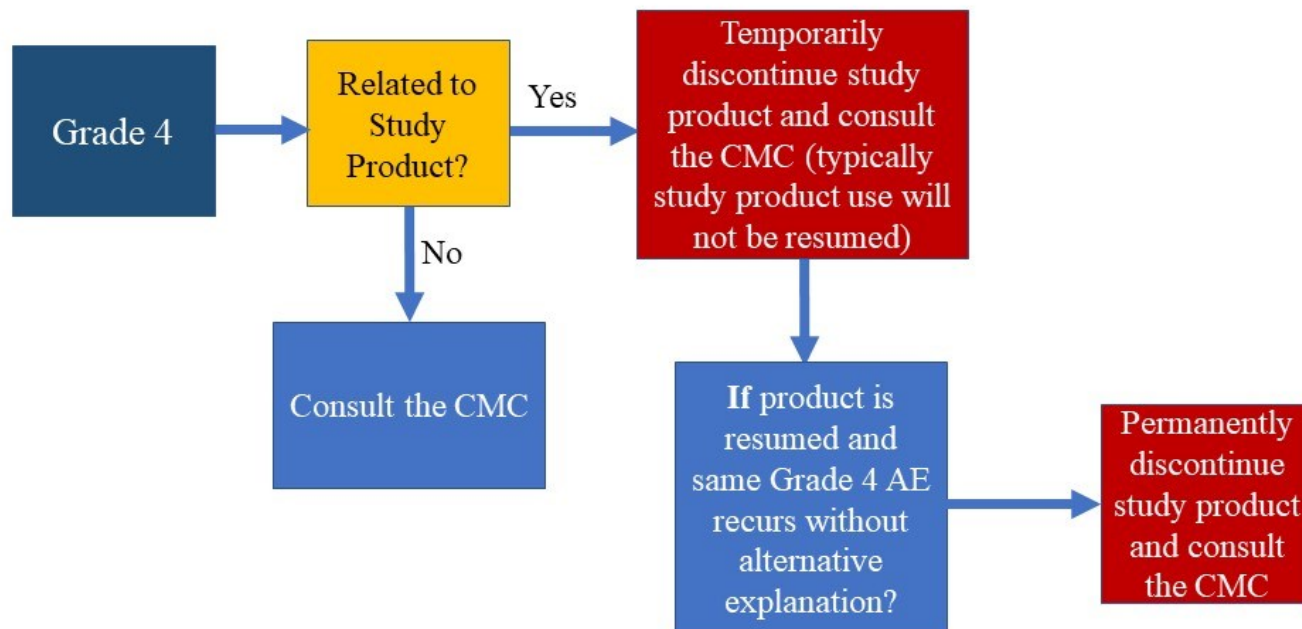 Grade 4
Related to
Study
Product?
Yes
No
Temporarily
discontinue study
product and consult
the CMC (typically
study product use will
not be resumed)
Consult the CMC
If product is
resumed and
same Grade 4 AE
recurs without
alternative
explanation?
Permanently
discontinue
study product
and consult
the CMC